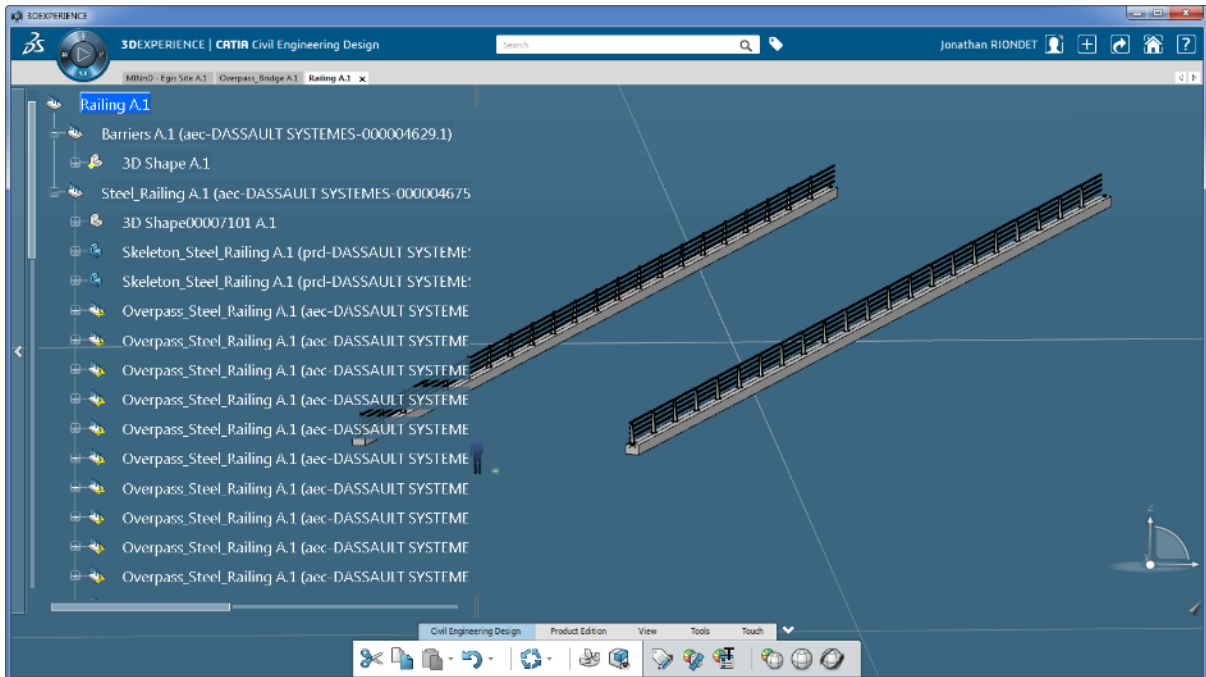 3DEXPERIENCE
3DEXPERIENCE | CATIA Civil Engineering Design
Search
Jonathan RIONDET
MINnD - Egis Site A.1 Overpass_Bridge A.1 Railing A.1 x
Railing A.1
Barriers A.1 (aec-DASSAULT SYSTEMES-000004629.1)
3D Shape A.1
Steel_Railing A.1 (aec-DASSAULT SYSTEMES-000004675
3D Shape00007101 A.1
Skeleton_Steel_Railing A.1 (prd-DASSAULT SYSTEME
Skeleton_Steel_Railing A.1 (prd-DASSAULT SYSTEME
Overpass_Steel_Railing A.1 (aec-DASSAULT SYSTEME
Overpass_Steel_Railing A.1 (aec-DASSAULT SYSTEME
Overpass_Steel_Railing A.1 (aec-DASSAULT SYSTEME
Overpass_Steel_Railing A.1 (aec-DASSAULT SYSTEME
Overpass_Steel_Railing A.1 (aec-DASSAULT SYSTEME
Overpass_Steel_Railing A.1 (aec-DASSAULT SYSTEME
Overpass_Steel_Railing A.1 (aec-DASSAULT SYSTEME
Overpass_Steel_Railing A.1 (aec-DASSAULT SYSTEME
Overpass_Steel_Railing A.1 (aec-DASSAULT SYSTEME
Overpass_Steel_Railing A.1 (aec-DASSAULT SYSTEME
z
Civil Engineering Design Product Edition View Tools Touch